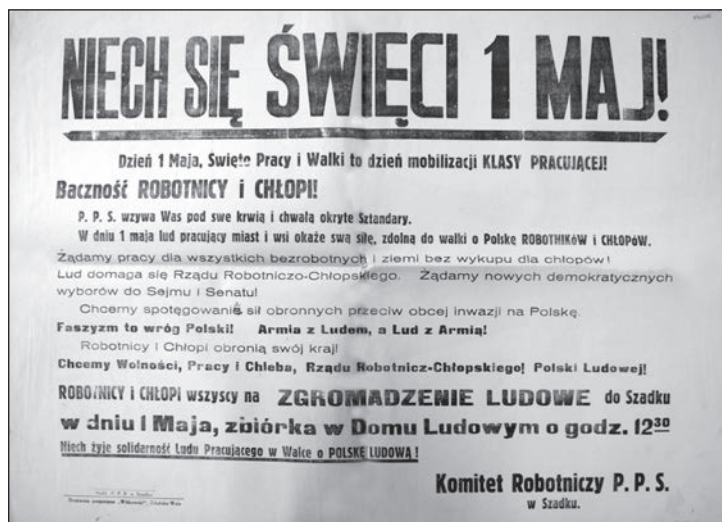 NIECH SIĘ ŚWIĘCI 1 MAJ!
Dzień 1 Maja, Święto Pracy i Walki to dzień mobilizacji KLASY PRACUJĄCEJ!
Baczność ROBOTNICY i CHŁOPI!
P. P. S. wzywa Was pod swe krwią i chwałą okryte Sztandary.
W dniu 1 maja lud pracujący miast i wsi okaże swą siłę, zdolną do walki o Polskę ROBOTNIKÓW i CHŁOPÓW.
Żądamy pracy dla wszystkich bezrobotnych i ziemi bez wykupu dla chłopów!
Lud domaga się Rządu Robotniczo-Chłopskiego. Żądamy nowych demokratycznych
wyborów do Sejmu i Senatu!
Chcemy spotęgowania sił obronnych przeciw obcej inwazji na Polskę.
Faszyzm to wróg Polski! Armia z Ludem, a Lud z Armią!
Robotnicy i Chłopi obronią swój kraj!
Chcemy Wolności, Pracy i Chleba, Rządu Robotnicz-Chłopskiego! Polski Ludowej!
ROBOTNICY i CHŁOPI wszyscy na ZGROMADZENIE LUDOWE do Szadku
w dniu 1 Maja, zbiórka w Domu Ludowym o godz. 12 30
Niech żyje solidarność Ludu Pracującego w Walce o POLSKĘ LUDOWĄ!
Komitet Robotniczy P. P. S.
w Szadku.